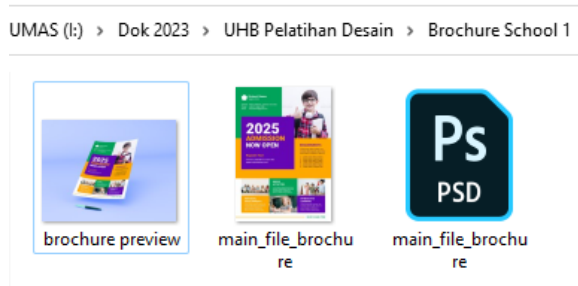 UMAS (I:) > Dok 2023 > UHB Pelatihan Desain > Brochure School 1
2025
ADMISSION
NOW OPEN
2025
Ps
PSD
brochure preview
main_file_brochu
re
main_file_brochu
re